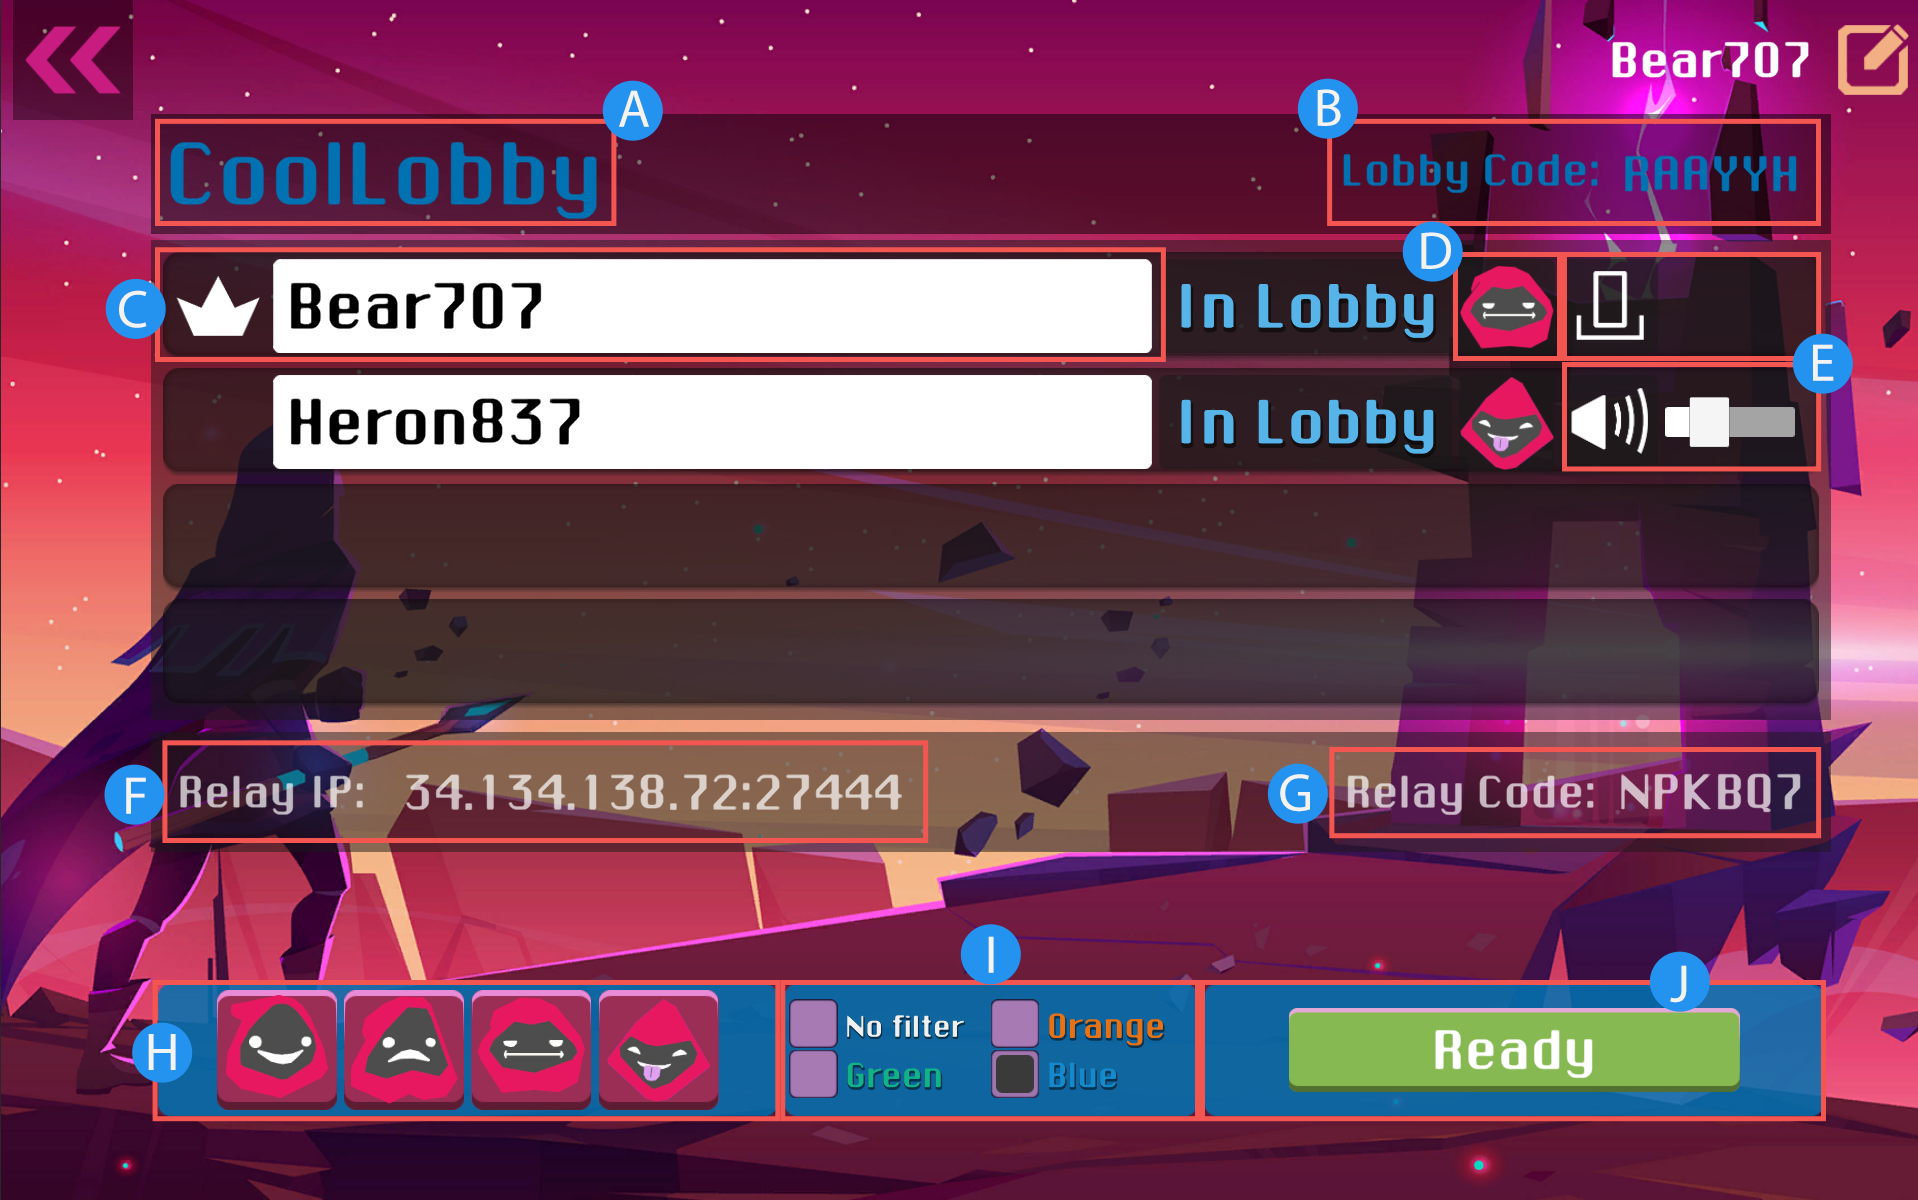 Bear707
A
B
CoolLobby
Lobby Code: RAAYYH
D
C
Bear707
In Lobby
E
Heron837
In Lobby
F
Relay IP: 34.134.138.72:27444
G
Relay Code: NPKBQ7
I
J
H
No filter
Orange
Green
Blue
Ready